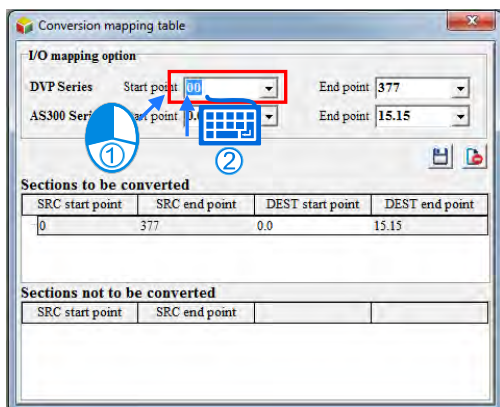 Conversion mapping table
I/O mapping option
DVP Series Start point 00 End point 377
AS300 point 0.0 End point 15.15
① ②
Sections to be converted
SRC start point SRC end point DEST start point DEST end point
0 377 0.0 15.15
Sections not to be converted
SRC start point SRC end point